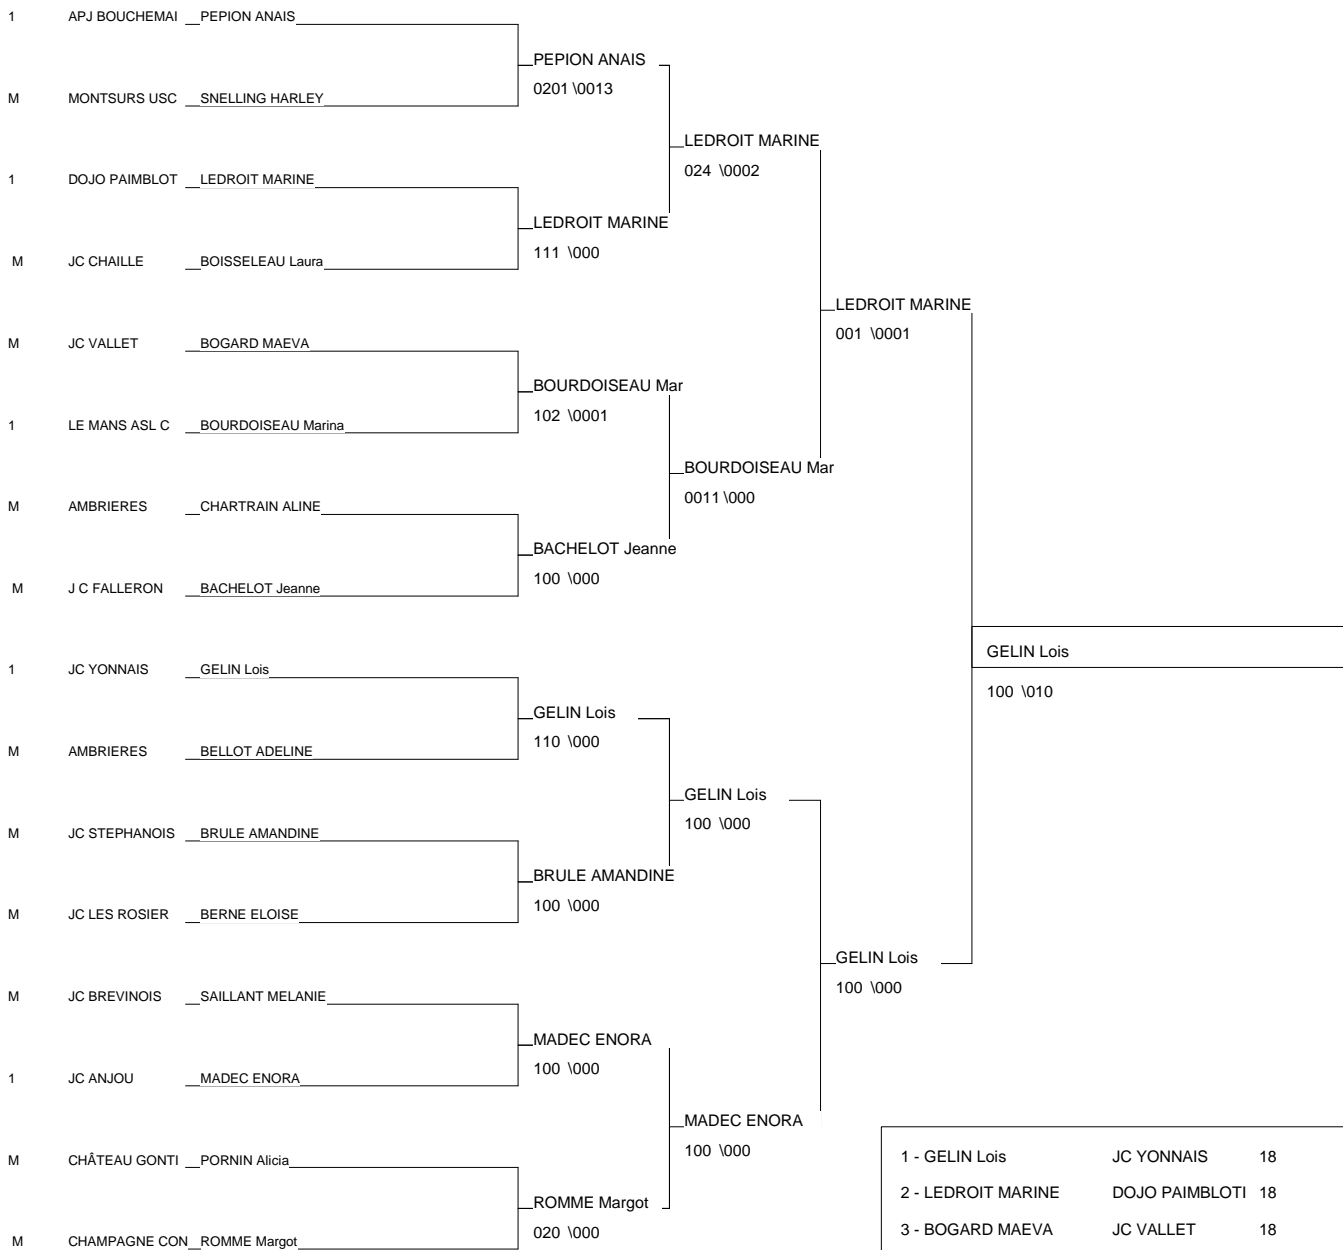 1 APJ BOUCHEMAI PEPION ANAIS
PEPION ANAIS
0201 \0013
M MONTSURS USC SNELLING HARLEY
LEDROIT MARINE
024 \0002
1 DOJO PAIMBLOT LEDROIT MARINE
LEDROIT MARINE
111 \000
M JC CHAILLE BOISSELEAU Laura
LEDROIT MARINE
001 \0001
M JC VALLET BOGARD MAEVA
BOURDOISEAU Mar
102 \0001
1 LE MANS ASL C BOURDOISEAU Marina
BOURDOISEAU Mar
0011 \000
M AMBRIERES CHARTRAIN ALINE
BACHELOT Jeanne
100 \000
M J C FALLERON BACHELOT Jeanne
GELIN Lois
100 \010
1 JC YONNAIS GELIN Lois
GELIN Lois
110 \000
M AMBRIERES BELLOT ADELINE
GELIN Lois
100 \000
M JC STEPHANOIS BRULE AMANDINE
BRULE AMANDINE
100 \000
M JC LES ROSIER BERNE ELOISE
GELIN Lois
100 \000
M JC BREVINOIS SAILLANT MELANIE
MADEC ENORA
100 \000
1 JC ANJOU MADEC ENORA
MADEC ENORA
100 \000
M CHÂTEAU GONTI PORNIN Alicia
ROMME Margot
020 \000
M CHAMPAGNE CON ROMME Margot
1 - GELIN Lois JC YONNAIS 18
2 - LEDROIT MARINE DOJO PAIMBLOTI 18
3 - BOGARD MAEVA JC VALLET 18